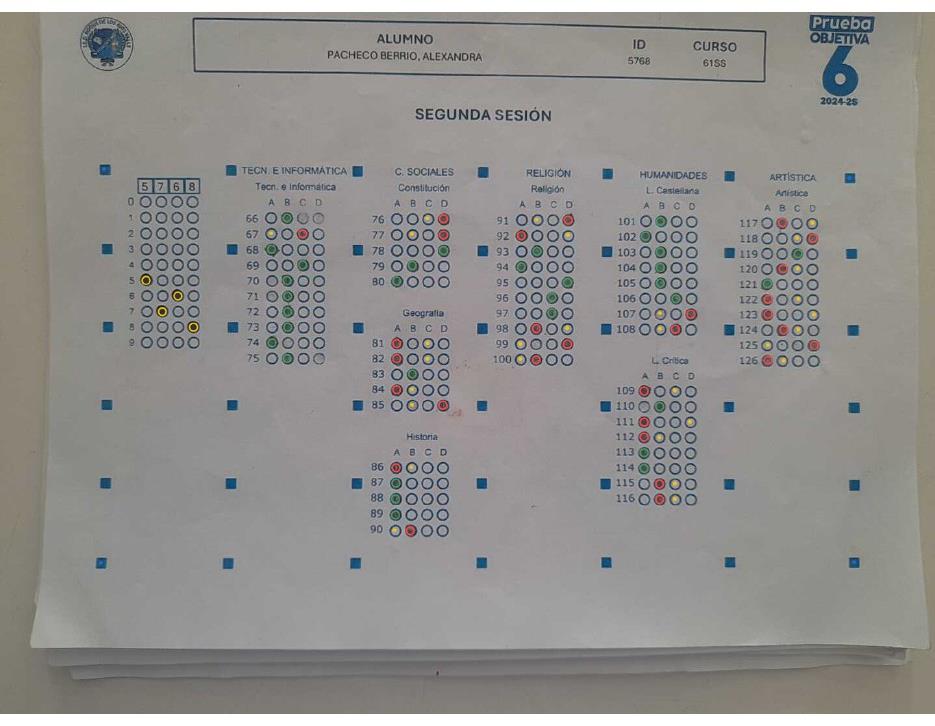 ALUMNO
PACHECO BERRIO, ALEXANDRA
ID
5768
CURSO
61SS
Prueba
OBJETIVA
6
2024-25
SEGUNDA SESIÓN
5 7 6 8
0
1
2
3
4
5
6
7
8
9
TECN. E INFORMÁTICA
Tecn. e Informática
A B C D
66
67
68
69
70
71
72
73
74
75
C. SOCIALES
Constitución
A B C D
76
77
78
79
80
Geografía
A B C D
81
82
83
84
85
Historia
A B C D
86
87
88
89
90
RELIGIÓN
Religión
A B C D
91
92
93
94
95
96
97
98
99
100
HUMANIDADES
L. Castellana
A B C D
101
102
103
104
105
106
107
108
L. Crítica
A B C D
109
110
111
112
113
114
115
116
ARTÍSTICA
Artística
A B C D
117
118
119
120
121
122
123
124
125
126